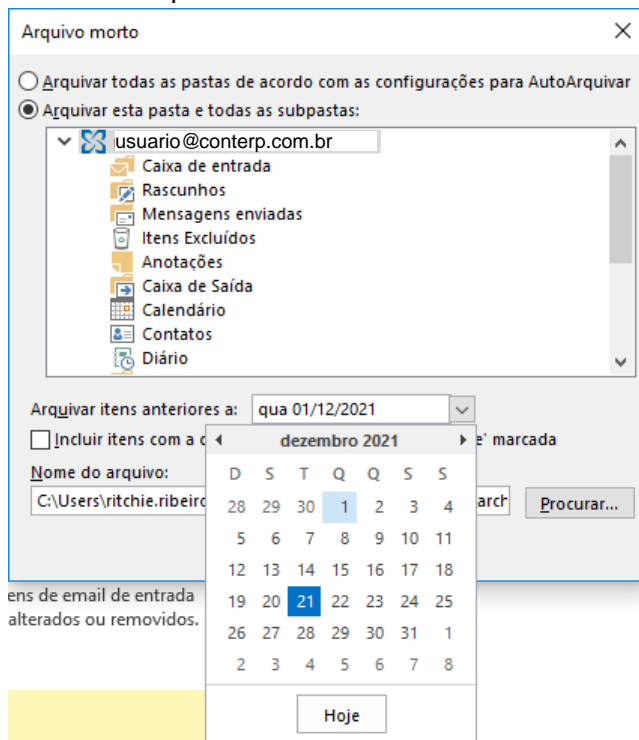 Arquivo morto
Arquivar todas as pastas de acordo com as configurações para AutoArquivar
Arquivar esta pasta e todas as subpastas:
usuario@conterp.com.br
Caixa de entrada
Rascunhos
Mensagens enviadas
Itens Excluídos
Anotações
Caixa de Saída
Calendário
Contatos
Diário
Arquivar itens anteriores a: qua 01/12/2021
Incluir itens com a e' marcada
dezembro 2021
Nome do arquivo:
C:\Users\ritchie.ribeiro arch Procurar...
D S T Q Q S S
28 29 30 1 2 3 4
5 6 7 8 9 10 11
12 13 14 15 16 17 18
19 20 21 22 23 24 25
26 27 28 29 30 31 1
2 3 4 5 6 7 8
Hoje
ens de email de entrada
alterados ou removidos.